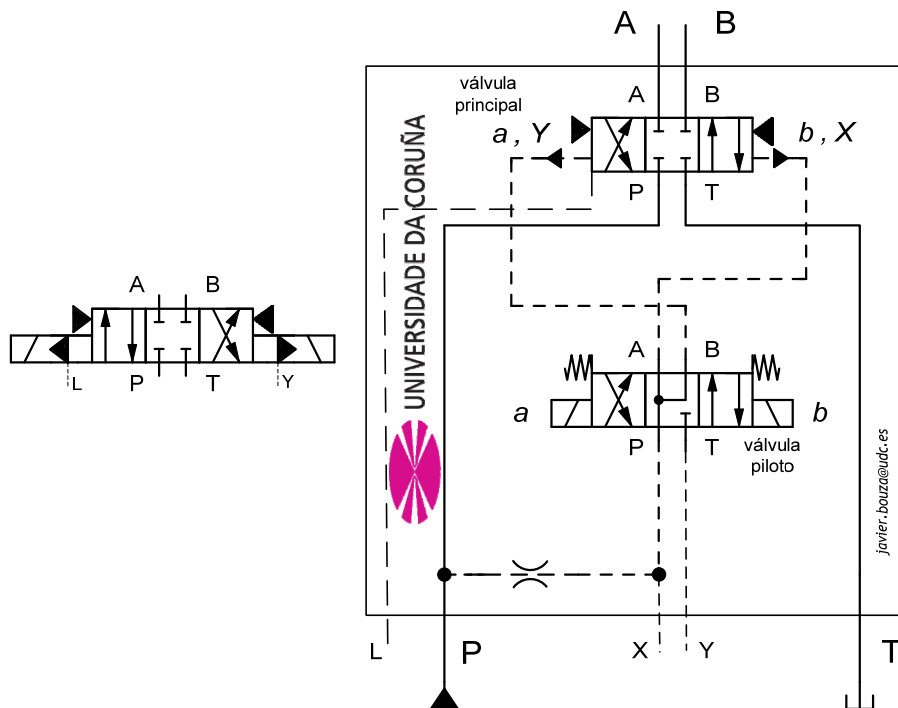 A B
válvula
principal
A B
a , Y
b , X
P T
UNIVERSIDADE DA CORUÑA
A B
P T
L
Y
A B
a
b
P T
válvula
piloto
javier.bouza@udc.es
L
P
X
Y
T